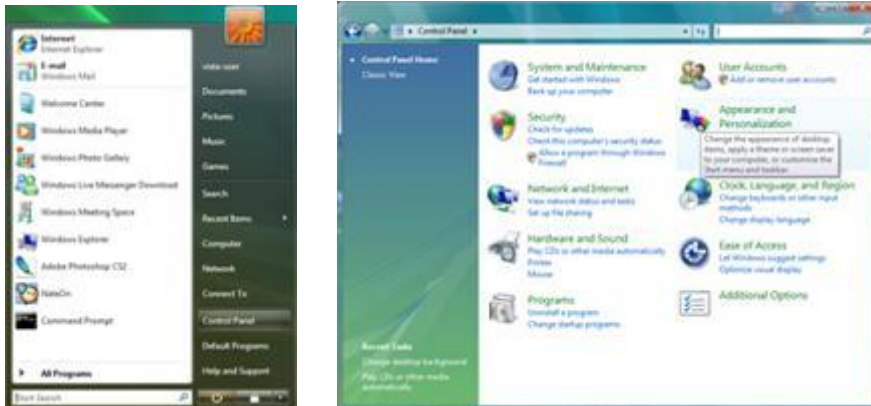 Internet
Internet Explorer
E-mail
Windows Mail
Welcome Center
Windows Media Player
Windows Photo Gallery
Windows Live Messenger Download
Windows Meeting Space
Windows Explorer
Adobe Photoshop CS2
NateOn
Command Prompt
All Programs
Start Search
vista user
Documents
Pictures
Music
Games
Search
Recent Items
Computer
Network
Connect To
Control Panel
Default Programs
Help and Support
Control Panel
Control Panel Home
Classic View
System and Maintenance
Get started with Windows
Back up your computer
Security
Check for updates
Check this computer's security status
Allow a program through Windows
Firewall
Network and Internet
View network status and tasks
Set up file sharing
Hardware and Sound
Play CDs or other media automatically
Printer
Mouse
Programs
Uninstall a program
Change startup programs
User Accounts
Add or remove user accounts
Appearance and
Personalization
Change the appearance of desktop
items, apply a theme or screen saver
to your computer, or customize the
Start menu and taskbar.
Clock, Language, and Region
Change keyboards or other input
methods
Change display language
Ease of Access
Let Windows suggest settings
Optimize visual display
Additional Options
Recent Tasks
Change desktop background
Play CDs or other media
automatically